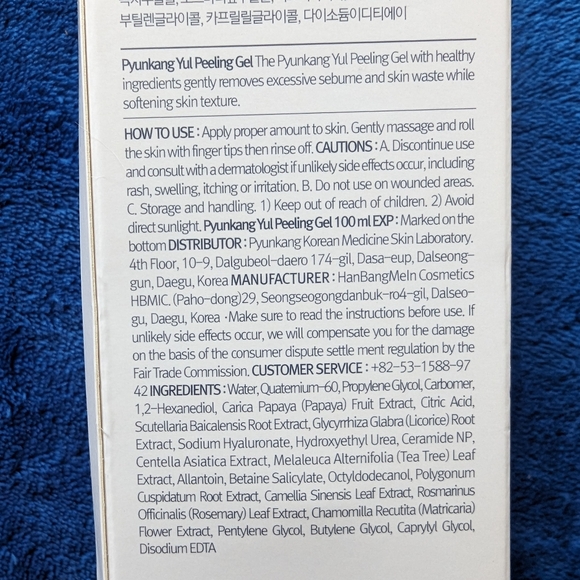 부틸렌글라이콜, 카프릴릴글라이콜, 다이소듐이디티에이
Pyunkang Yul Peeling Gel The Pyunkang Yul Peeling Gel with healthy
ingredients gently removes excessive sebume and skin waste while
softening skin texture.
HOW TO USE : Apply proper amount to skin. Gently massage and roll
the skin with finger tips then rinse off. CAUTIONS : A. Discontinue use
and consult with a dermatologist if unlikely side effects occur, including
rash, swelling, itching or irritation. B. Do not use on wounded areas.
C. Storage and handling. 1) Keep out of reach of children. 2) Avoid
direct sunlight. Pyunkang Yul Peeling Gel 100 ml EXP : Marked on the
bottom DISTRIBUTOR : Pyunkang Korean Medicine Skin Laboratory.
4th Floor, 10-9, Dalgubeol-daero 174-gil, Dasa-eup, Dalseong-
gun, Daegu, Korea MANUFACTURER : HanBangMeIn Cosmetics
HBMIC. (Paho-dong)29, Seongseogongdanbuk-ro4-gil, Dalseo-
gu, Daegu, Korea ·Make sure to read the instructions before use. If
unlikely side effects occur, we will compensate you for the damage
on the basis of the consumer dispute settle ment regulation by the
Fair Trade Commission. CUSTOMER SERVICE : +82-53-1588-97
42 INGREDIENTS : Water, Quaternium-60, Propylene Glycol, Carbomer,
1,2-Hexanediol, Carica Papaya (Papaya) Fruit Extract, Citric Acid,
Scutellaria Baicalensis Root Extract, Glycyrrhiza Glabra (Licorice) Root
Extract, Sodium Hyaluronate, Hydroxyethyl Urea, Ceramide NP,
Centella Asiatica Extract, Melaleuca Alternifolia (Tea Tree) Leaf
Extract, Allantoin, Betaine Salicylate, Octyldodecanol, Polygonum
Cuspidatum Root Extract, Camellia Sinensis Leaf Extract, Rosmarinus
Officinalis (Rosemary) Leaf Extract, Chamomilla Recutita (Matricaria)
Flower Extract, Pentylene Glycol, Butylene Glycol, Caprylyl Glycol,
Disodium EDTA